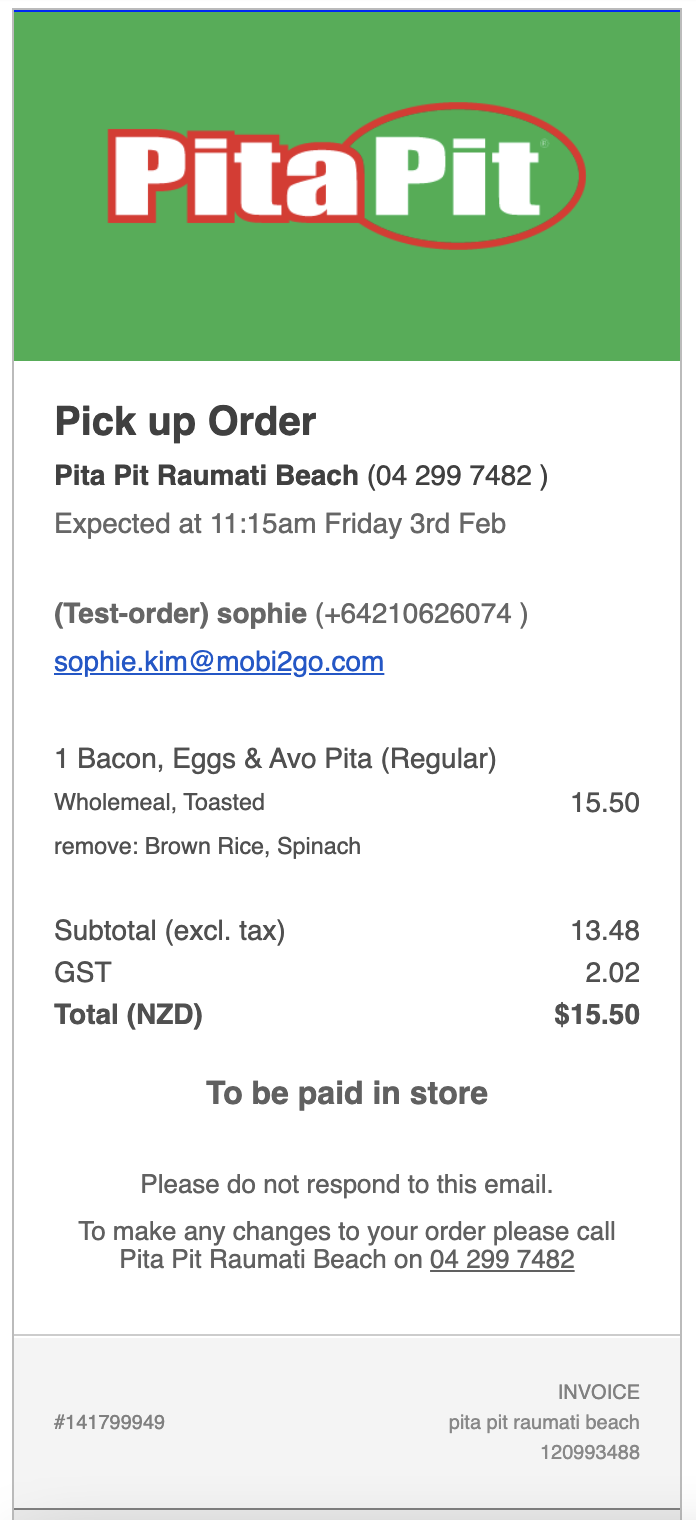 PitaPit®
Pick up Order
Pita Pit Raumati Beach (04 299 7482 )
Expected at 11:15am Friday 3rd Feb
(Test-order) sophie (+64210626074 )
sophie.kim@mobi2go.com
1 Bacon, Eggs & Avo Pita (Regular)
Wholemeal, Toasted 15.50
remove: Brown Rice, Spinach
Subtotal (excl. tax) 13.48
GST 2.02
Total (NZD) $15.50
To be paid in store
Please do not respond to this email.
To make any changes to your order please call
Pita Pit Raumati Beach on 04 299 7482
INVOICE
#141799949 pita pit raumati beach
120993488